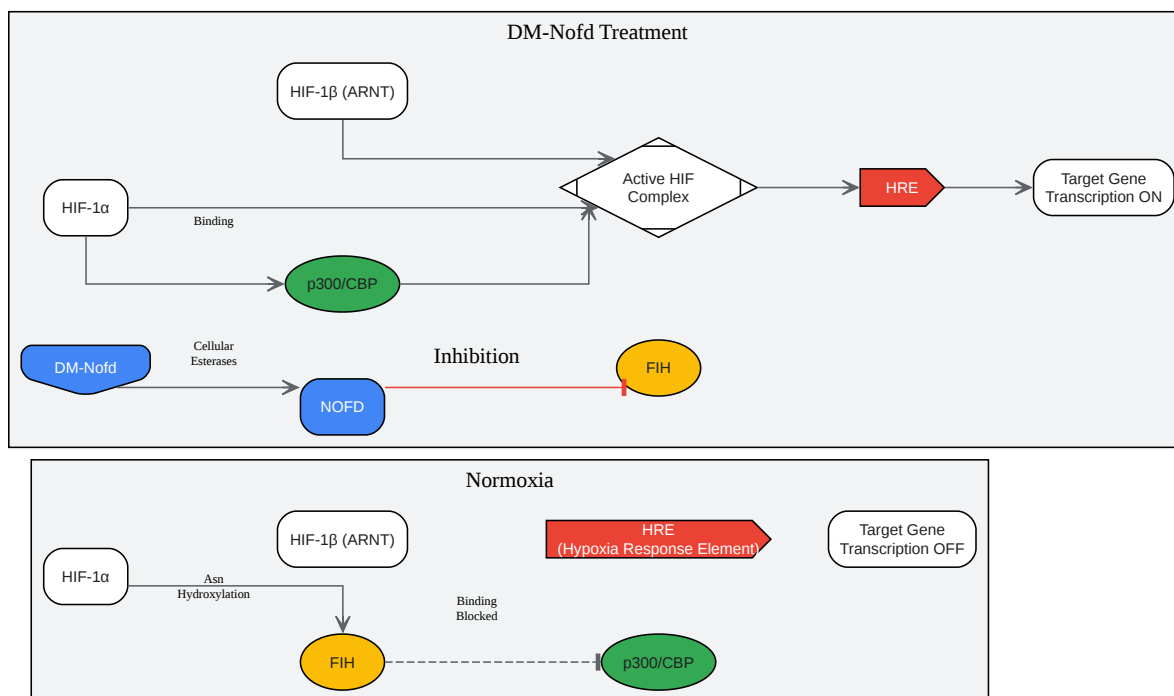 DM-Nofd Treatment
HIF-1β (ARNT)
Active HIF
Complex
HRE
Target Gene
Transcription ON
HIF-1α
Binding
p300/CBP
Cellular
Esterases
DM-Nofd
Inhibition
FIH
NOFD
Normoxia
HIF-1β (ARNT)
HRE
(Hypoxia Response Element)
Target Gene
Transcription OFF
HIF-1α
Asn
Hydroxylation
Binding
Blocked
FIH
p300/CBP